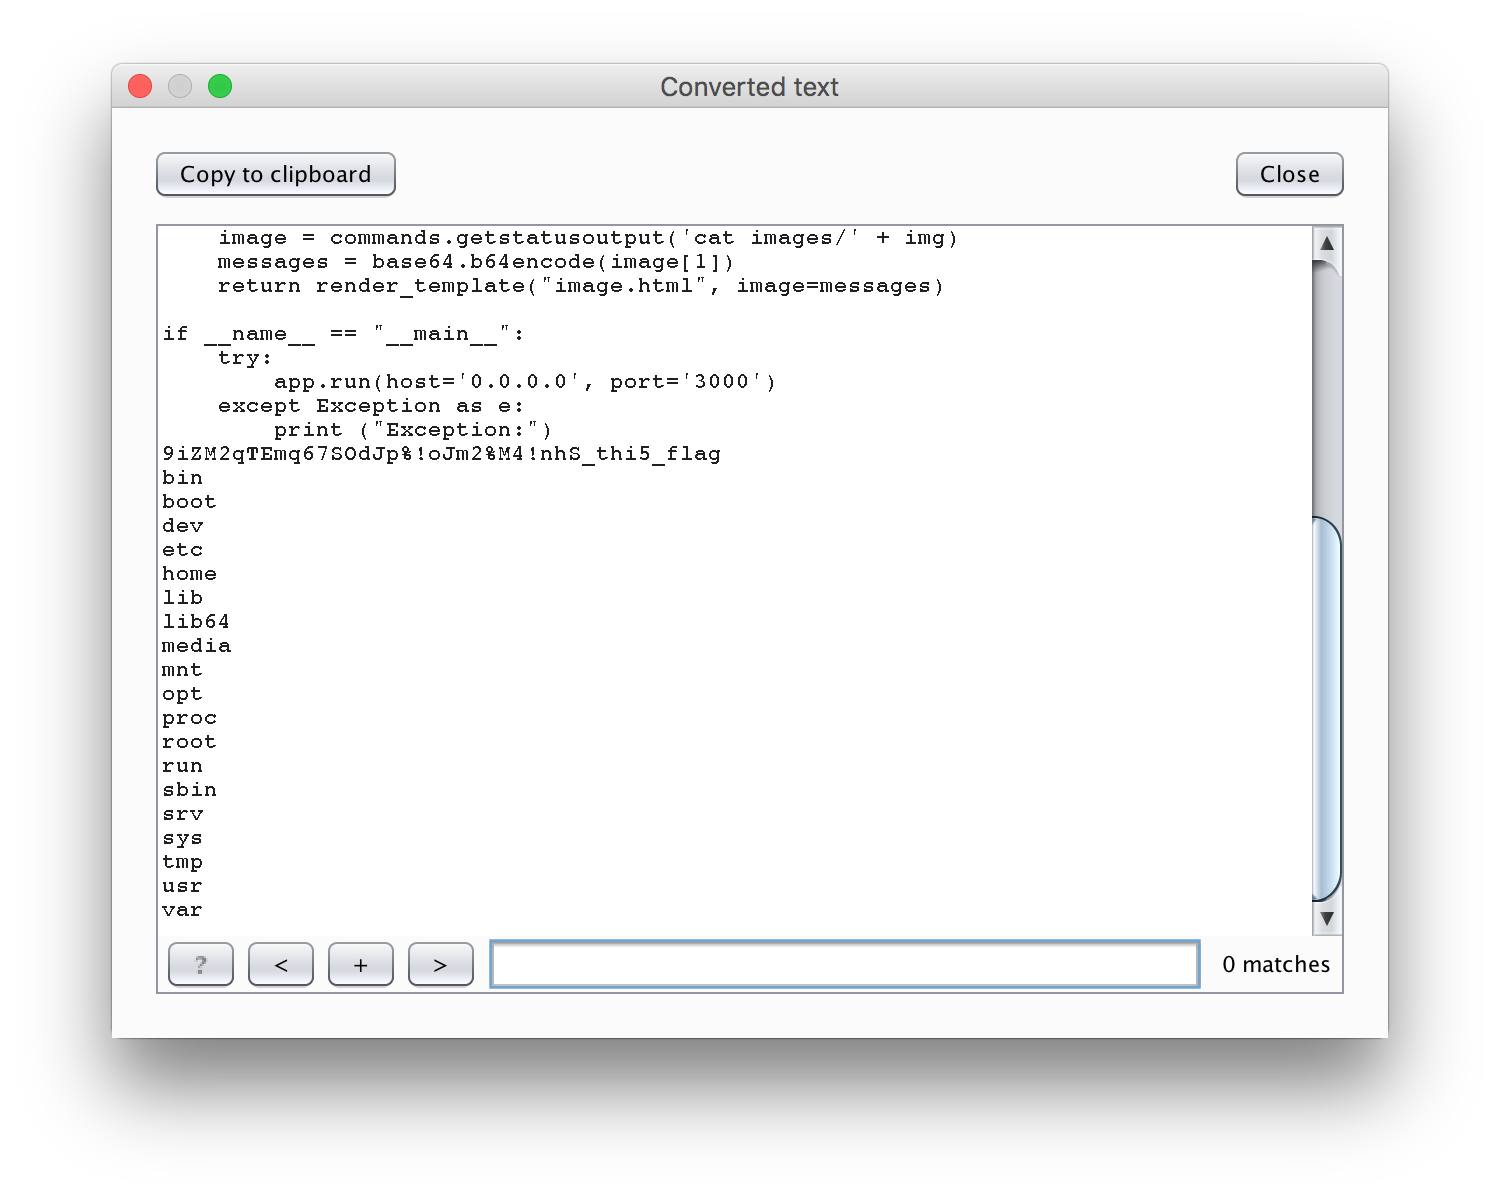 Converted text
Copy to clipboard
Close
    image = commands.getstatusoutput('cat images/' + img)
    messages = base64.b64encode(image[1])
    return render_template("image.html", image=messages)
if __name__ == "__main__":
    try:
        app.run(host='0.0.0.0', port='3000')
    except Exception as e:
        print ("Exception:")
9iZM2qTEmq67SOdJp%!oJm2%M4!nhS_thi5_flag
bin
boot
dev
etc
home
lib
lib64
media
mnt
opt
proc
root
run
sbin
srv
sys
tmp
usr
var
? < + > 0 matches